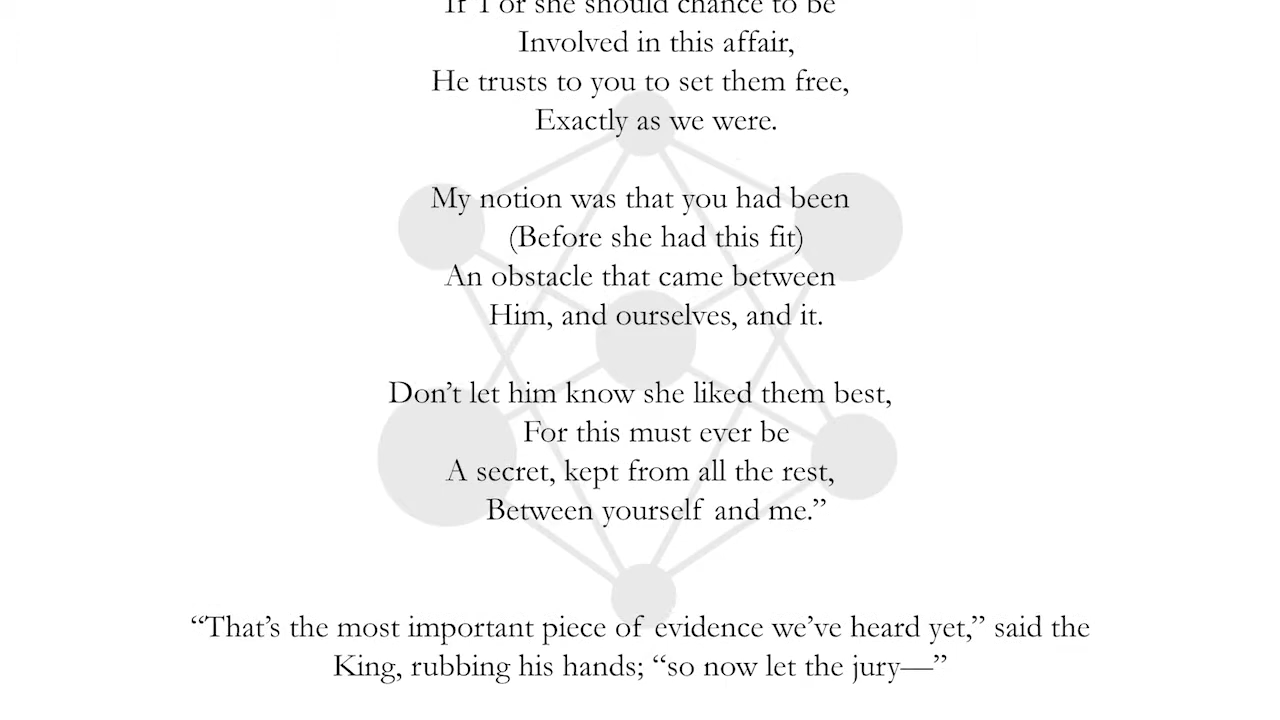 If I or she should chance to be
Involved in this affair,
He trusts to you to set them free,
Exactly as we were.
My notion was that you had been
(Before she had this fit)
An obstacle that came between
Him, and ourselves, and it.
Don’t let him know she liked them best,
For this must ever be
A secret, kept from all the rest,
Between yourself and me.”
“That’s the most important piece of evidence we’ve heard yet,” said the
King, rubbing his hands; “so now let the jury—”